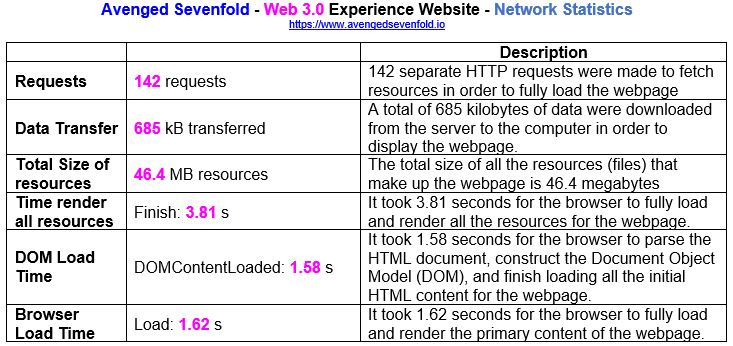 Avenged Sevenfold - Web 3.0 Experience Website - Network Statistics
https://www.avengedsevenfold.io
Description
Requests
142 requests
142 separate HTTP requests were made to fetch
resources in order to fully load the webpage
Data Transfer
685 kB transferred
A total of 685 kilobytes of data were downloaded
from the server to the computer in order to
display the webpage.
Total Size of
resources
46.4 MB resources
The total size of all the resources (files) that
make up the webpage is 46.4 megabytes
Time render
all resources
Finish: 3.81 s
It took 3.81 seconds for the browser to fully load
and render all the resources for the webpage.
DOM Load
Time
DOMContentLoaded: 1.58 s
It took 1.58 seconds for the browser to parse the
HTML document, construct the Document Object
Model (DOM), and finish loading all the initial
HTML content for the webpage.
Browser
Load Time
Load: 1.62 s
It took 1.62 seconds for the browser to fully load
and render the primary content of the webpage.